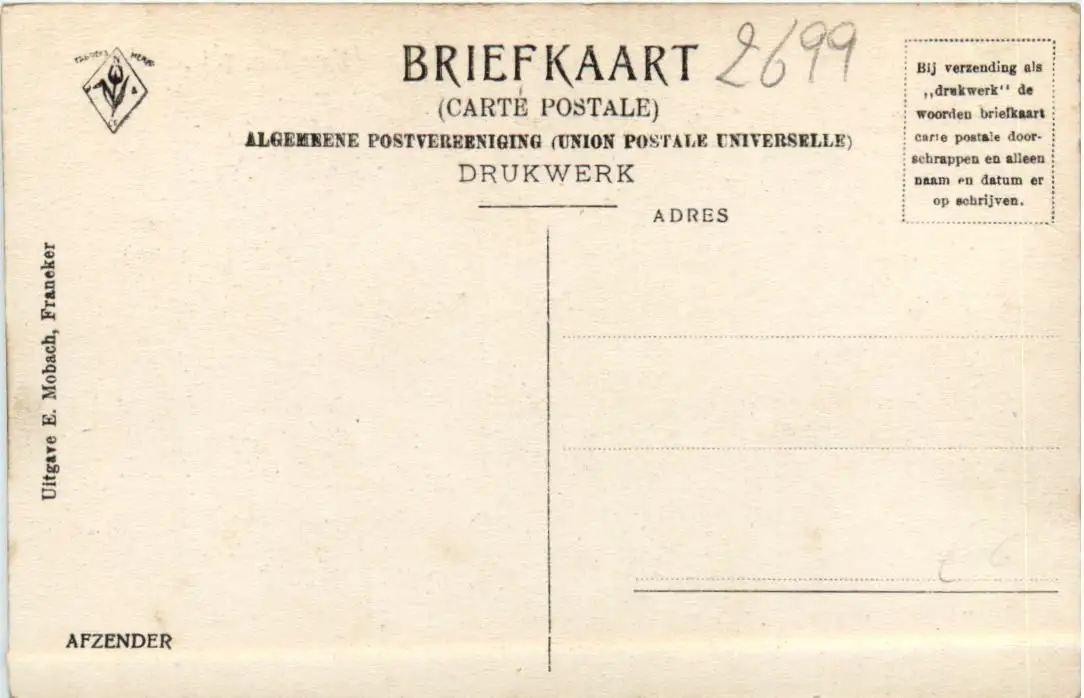 BRIEFKAART
2699
(CARTE POSTALE)
ALGEMEENE POSTVEREENIGING (UNION POSTALE UNIVERSELLE)
DRUKWERK
ADRES
Bij verzending als
„drukwerk“ de
woorden briefkaart
carte postale door-
schrappen en alleen
naam en datum er
op schrijven.
Uitgave E. Mobach, Franeker
AFZENDER